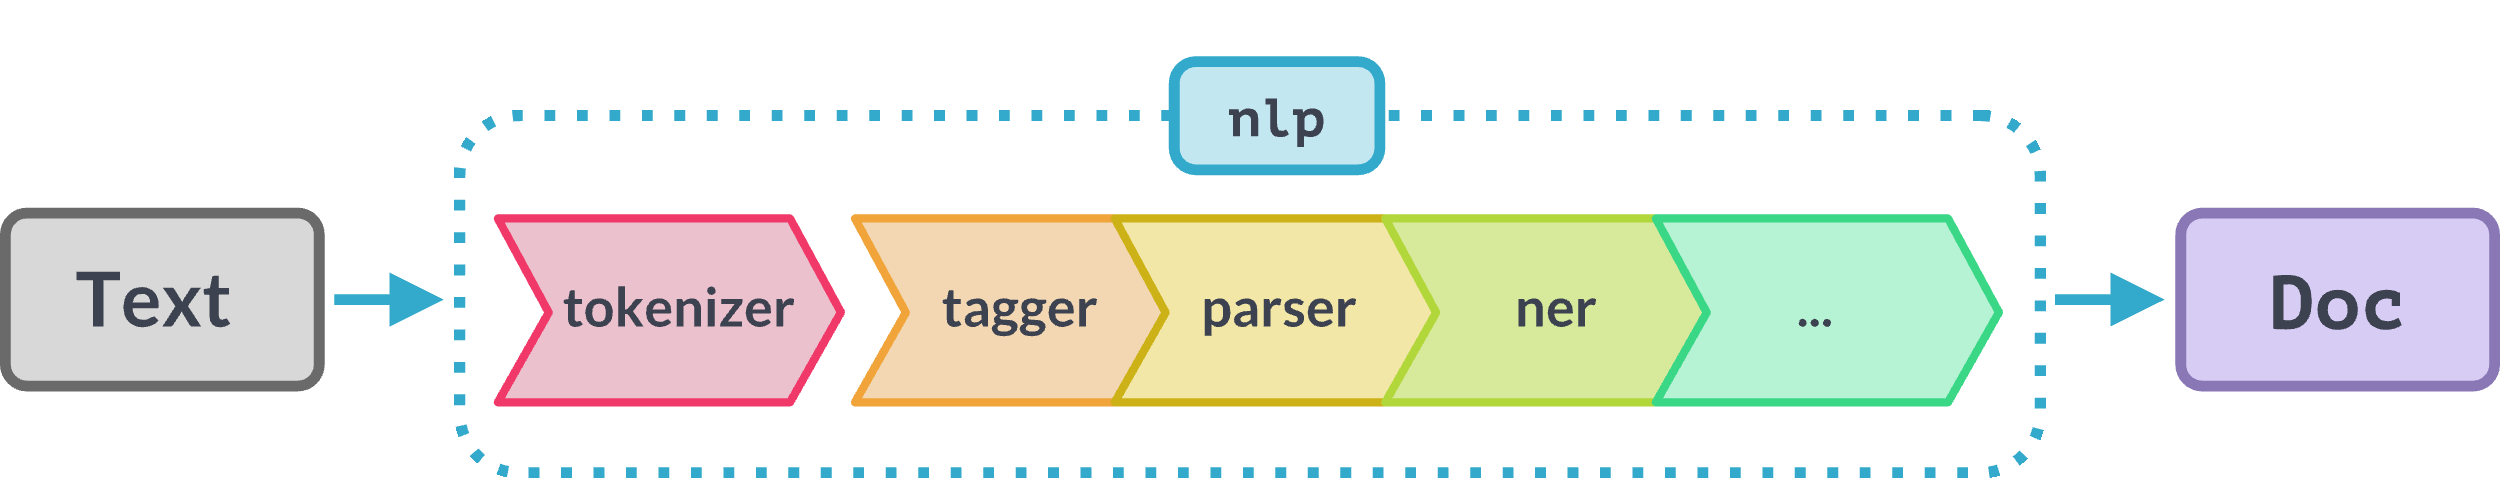 nlp
Text
tokenizer
tagger
parser
ner
...
Doc